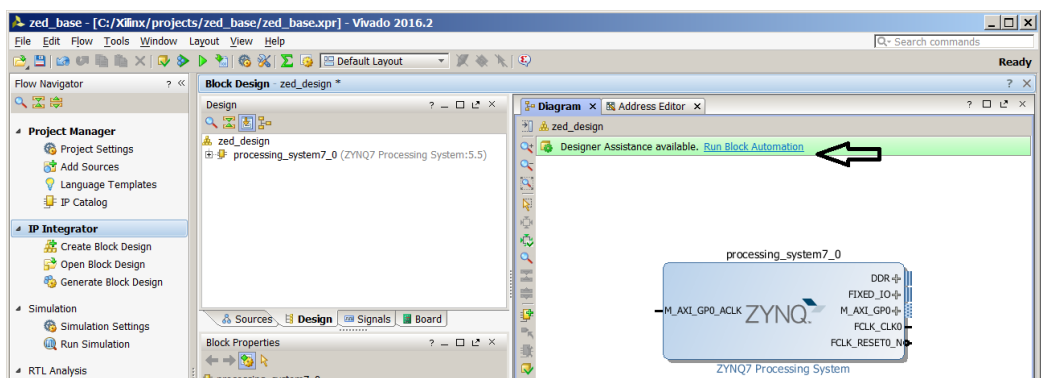 zed_base - [C:/Xilinx/projects/zed_base/zed_base.xpr] - Vivado 2016.2
File Edit Flow Tools Window Layout View Help
Search commands
Default Layout
Ready
Flow Navigator
Project Manager
Project Settings
Add Sources
Language Templates
IP Catalog
IP Integrator
Create Block Design
Open Block Design
Generate Block Design
Simulation
Simulation Settings
Run Simulation
RTL Analysis
Block Design - zed_design *
Design
zed_design
processing_system7_0 (ZYNQ7 Processing System:5.5)
Sources Design Signals Board
Block Properties
Diagram Address Editor
zed_design
Designer Assistance available. Run Block Automation
processing_system7_0
DDR
FIXED_IO
M_AXI_GP0_ACLK ZYNQ M_AXI_GP0
FCLK_CLK0
FCLK_RESET0_N
ZYNQ7 Processing System